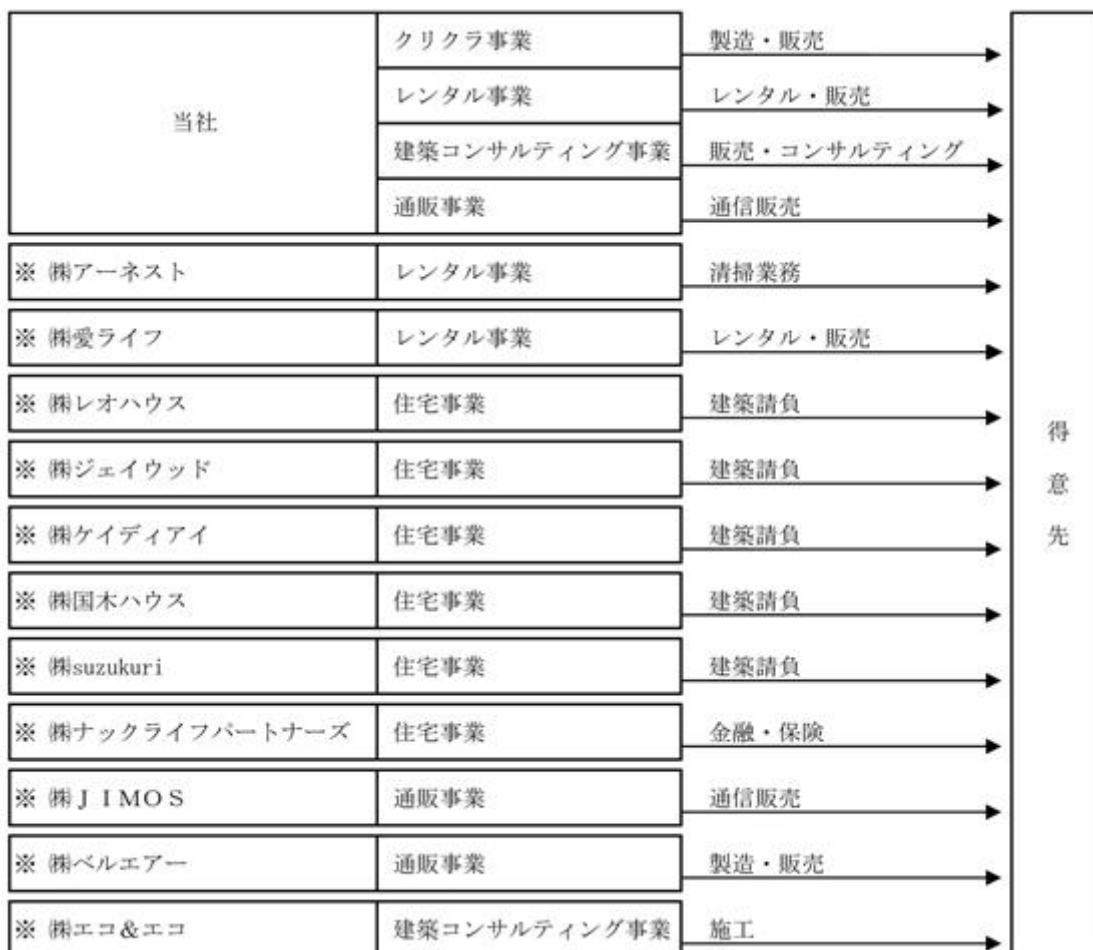 当社
クリクラ事業 製造・販売
レンタル事業 レンタル・販売
建築コンサルティング事業 販売・コンサルティング
通販事業 通信販売
※ ㈱アーネスト レンタル事業 清掃業務
※ ㈱愛ライフ レンタル事業 レンタル・販売
※ ㈱レオハウス 住宅事業 建築請負
※ ㈱ジェイウッド 住宅事業 建築請負
※ ㈱ケイディアイ 住宅事業 建築請負
※ ㈱国木ハウス 住宅事業 建築請負
※ ㈱suzukuri 住宅事業 建築請負
※ ㈱ナックライフパートナーズ 住宅事業 金融・保険
※ ㈱ＪＩＭＯＳ 通販事業 通信販売
※ ㈱ベルエアー 通販事業 製造・販売
※ ㈱エコ&エコ 建築コンサルティング事業 施工
得意先